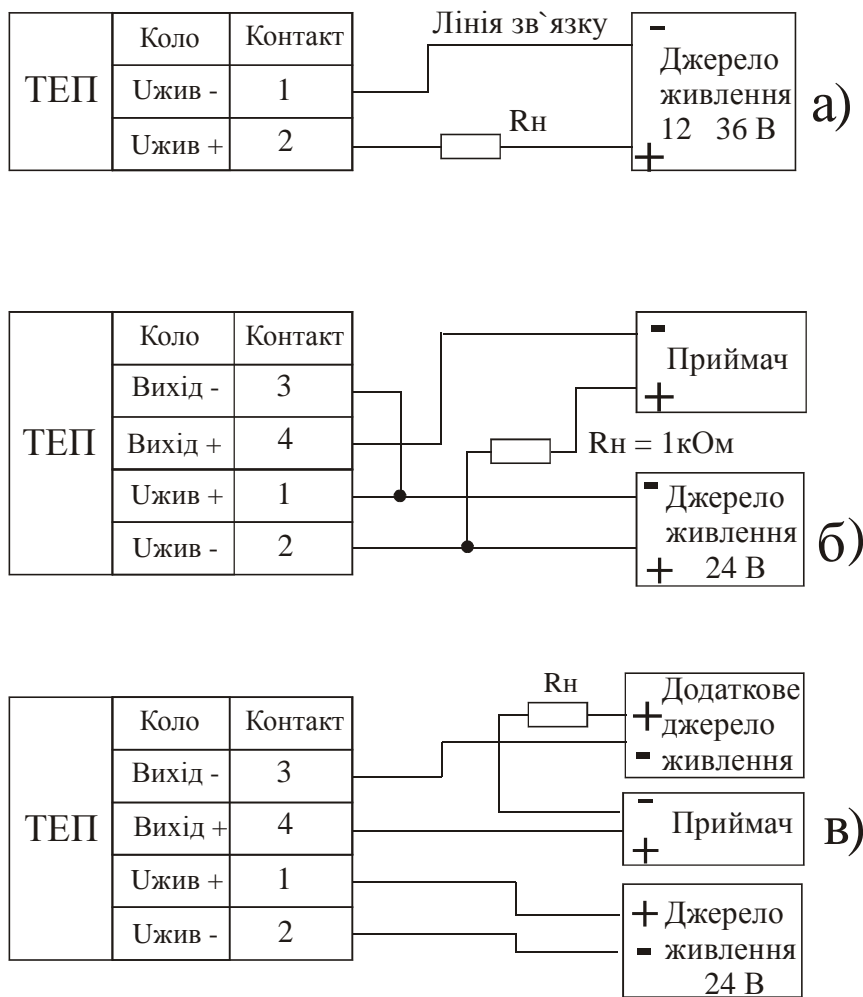 ТЕП
Коло Контакт
Uжив - 1
Uжив + 2
Лінія зв`язку
Rн
-
Джерело
живлення
12 36 В
+
а)
ТЕП
Коло Контакт
Вихід - 3
Вихід + 4
Uжив + 1
Uжив - 2
-
Приймач
+
Rн = 1кОм
- Джерело
живлення
+ 24 В
б)
ТЕП
Коло Контакт
Вихід - 3
Вихід + 4
Uжив + 1
Uжив - 2
Rн
Додаткове
+ джерело
- живлення
-
Приймач
+
+ Джерело
- живлення
24 В
в)